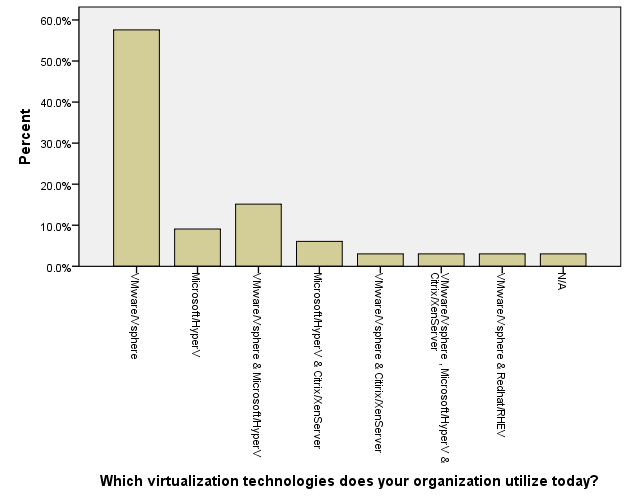 60.0%
50.0%
40.0%
30.0%
20.0%
10.0%
0.0%
Percent
VMware/Vsphere
Microsoft/HyperV
VMware/Vsphere & Microsoft/HyperV
Microsoft/HyperV & Citrix/XenServer
VMware/Vsphere & Citirix/XenServer
VMware/Vsphere , Microsoft/HyperV &
Citrix/XenServer
VMware/Vsphere & Redhat/RHEV
N/A
Which virtualization technologies does your organization utilize today?